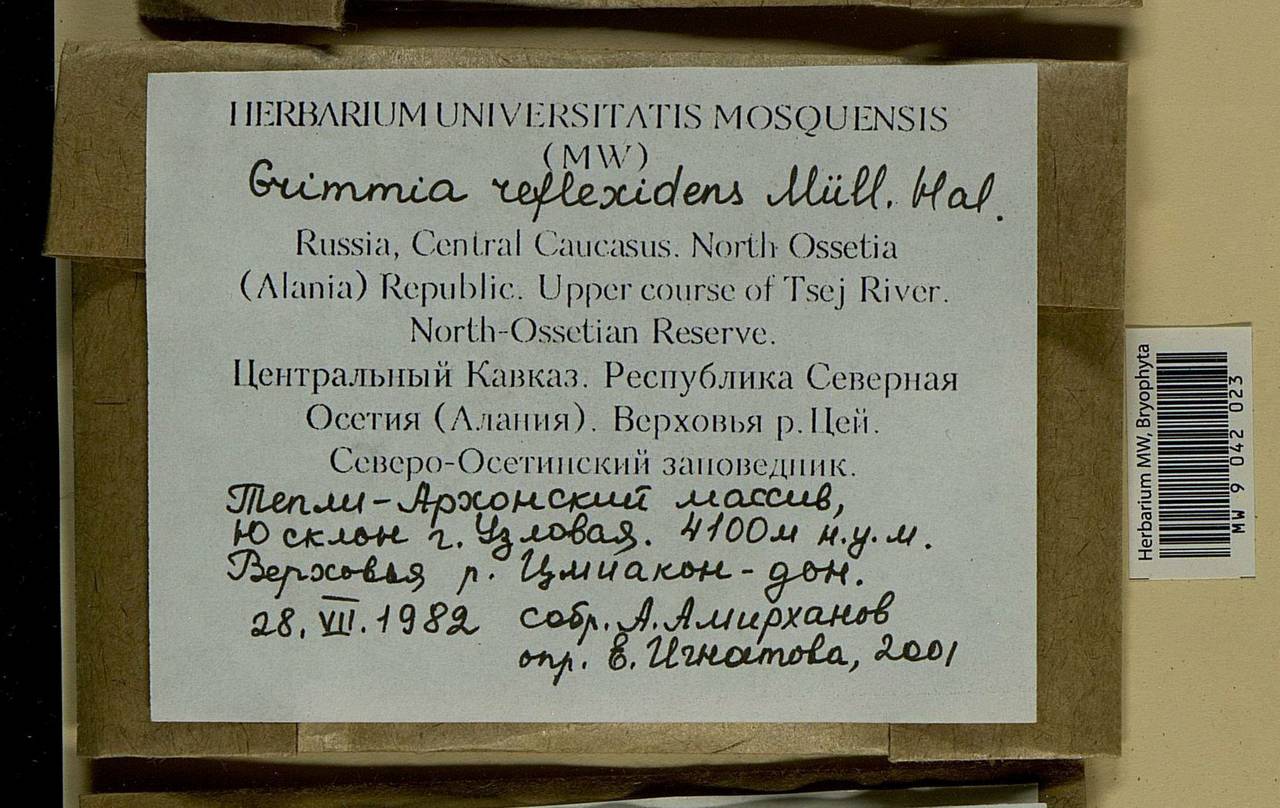 HERBARIUM UNIVERSITATIS MOSQUENSIS
(MW)
Grimmia reflexidens Müll. Hal.
Russia, Central Caucasus. North Ossetia
(Alania) Republic. Upper course of Tsej River.
North-Ossetian Reserve.
Центральный Кавказ. Республика Северная
Осетия (Алания). Верховья р.Цей.
Северо-Осетинский заповедник.
Тепли-Архонский массив,
Ю склон г. Узловая. 4100м н.у.м.
Верховья р. Цмиакон-дон.
28.VII.1982 собр. А.Амирханов
опр. Е.Игнатова, 2001
Herbarium MW, Bryophyta
MW 9 042 023